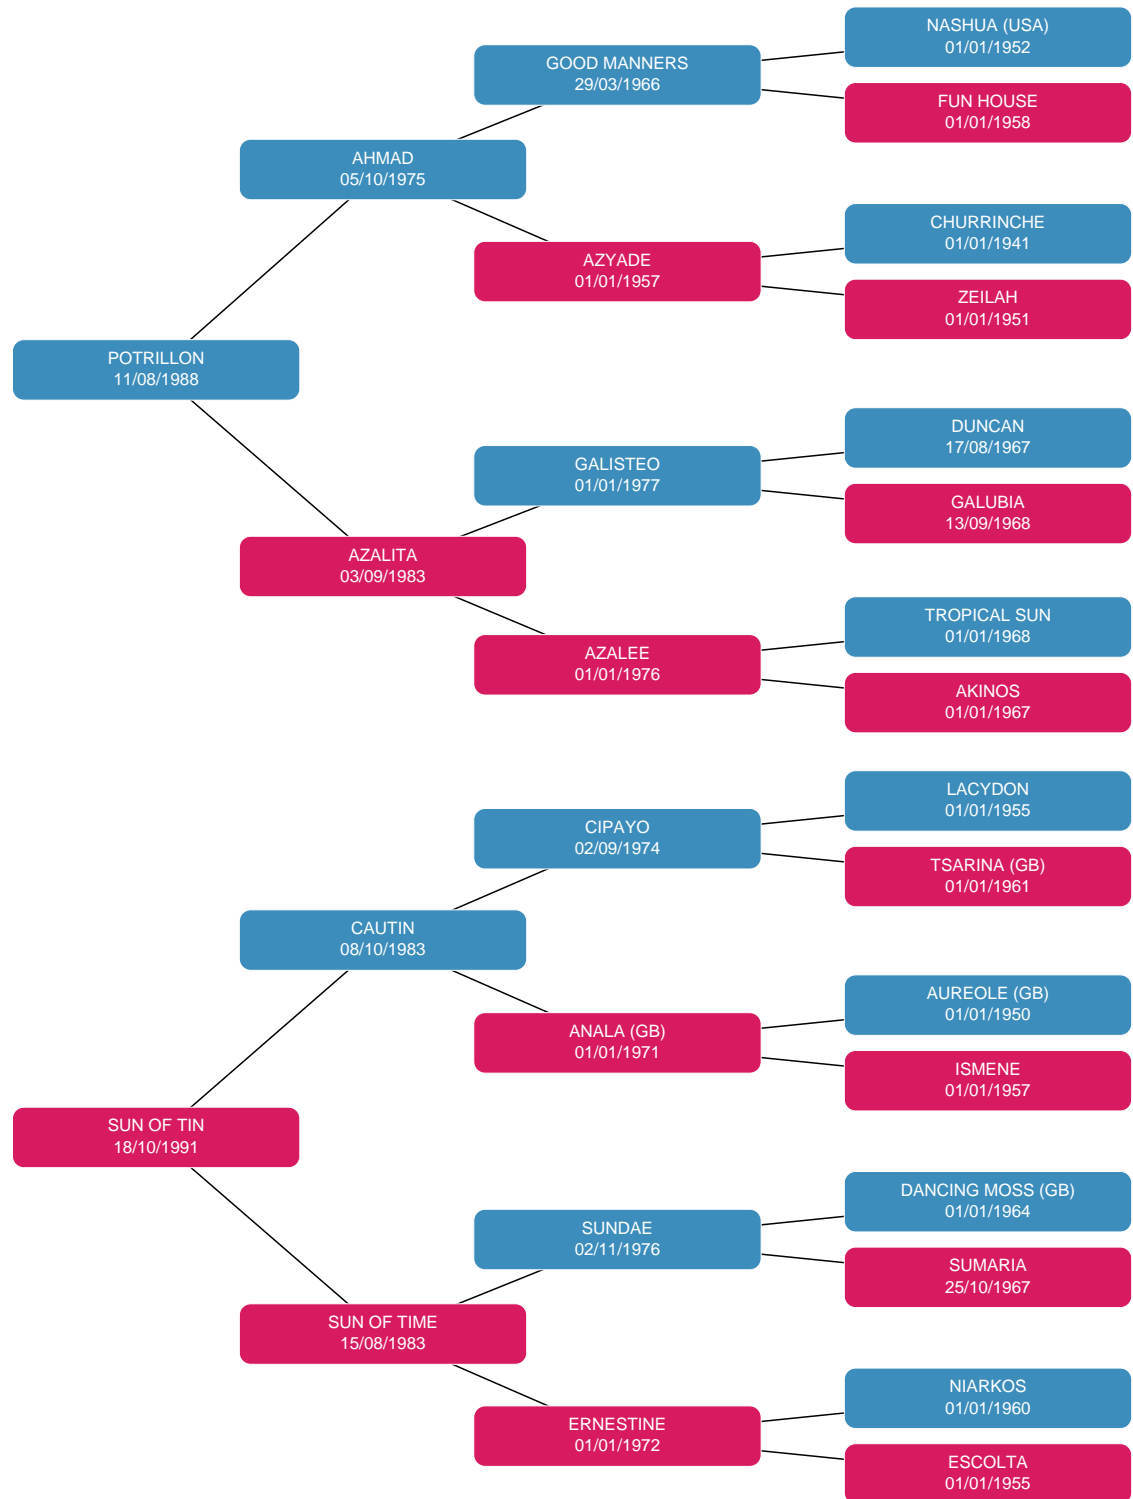 NASHUA (USA)
01/01/1952
GOOD MANNERS
29/03/1966
FUN HOUSE
01/01/1958
AHMAD
05/10/1975
CHURRINCHE
01/01/1941
AZYADE
01/01/1957
ZEILAH
01/01/1951
POTRILLON
11/08/1988
DUNCAN
17/08/1967
GALISTEO
01/01/1977
GALUBIA
13/09/1968
AZALITA
03/09/1983
TROPICAL SUN
01/01/1968
AZALEE
01/01/1976
AKINOS
01/01/1967
LACYDON
01/01/1955
CIPAYO
02/09/1974
TSARINA (GB)
01/01/1961
CAUTIN
08/10/1983
AUREOLE (GB)
01/01/1950
ANALA (GB)
01/01/1971
ISMENE
01/01/1957
SUN OF TIN
18/10/1991
DANCING MOSS (GB)
01/01/1964
SUNDAE
02/11/1976
SUMARIA
25/10/1967
SUN OF TIME
15/08/1983
NIARKOS
01/01/1960
ERNESTINE
01/01/1972
ESCOLTA
01/01/1955